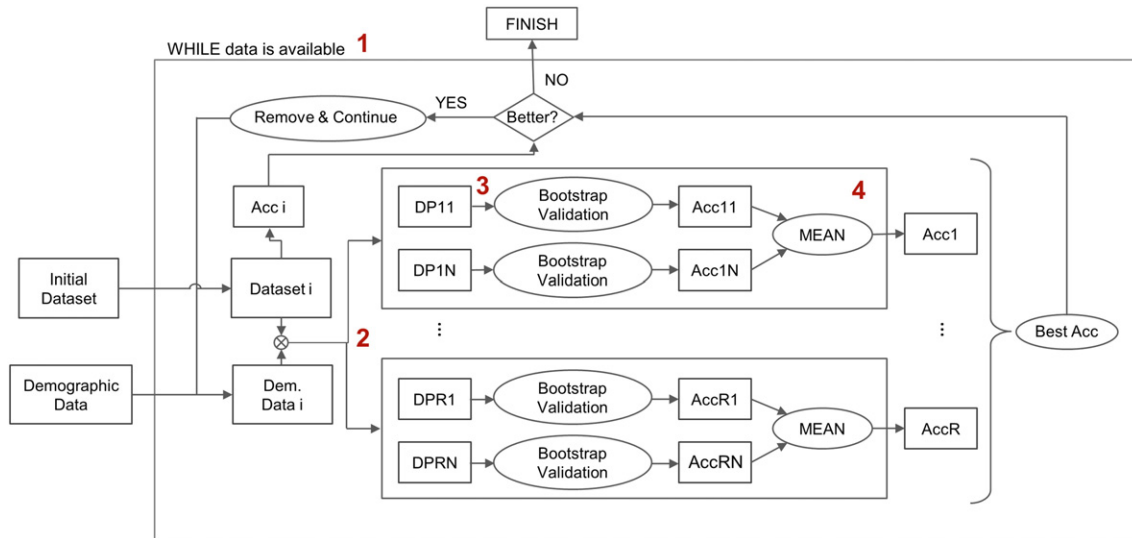 FINISH
WHILE data is available 1
NO
YES
Remove & Continue
Better?
3
4
Acc i
DP11
Bootstrap
Validation
Acc11
MEAN
Acc1
Initial
Dataset
Dataset i
DP1N
Bootstrap
Validation
Acc1N
2
...
...
Best Acc
Demographic
Data
Dem.
Data i
DPR1
Bootstrap
Validation
AccR1
MEAN
AccR
DPRN
Bootstrap
Validation
AccRN